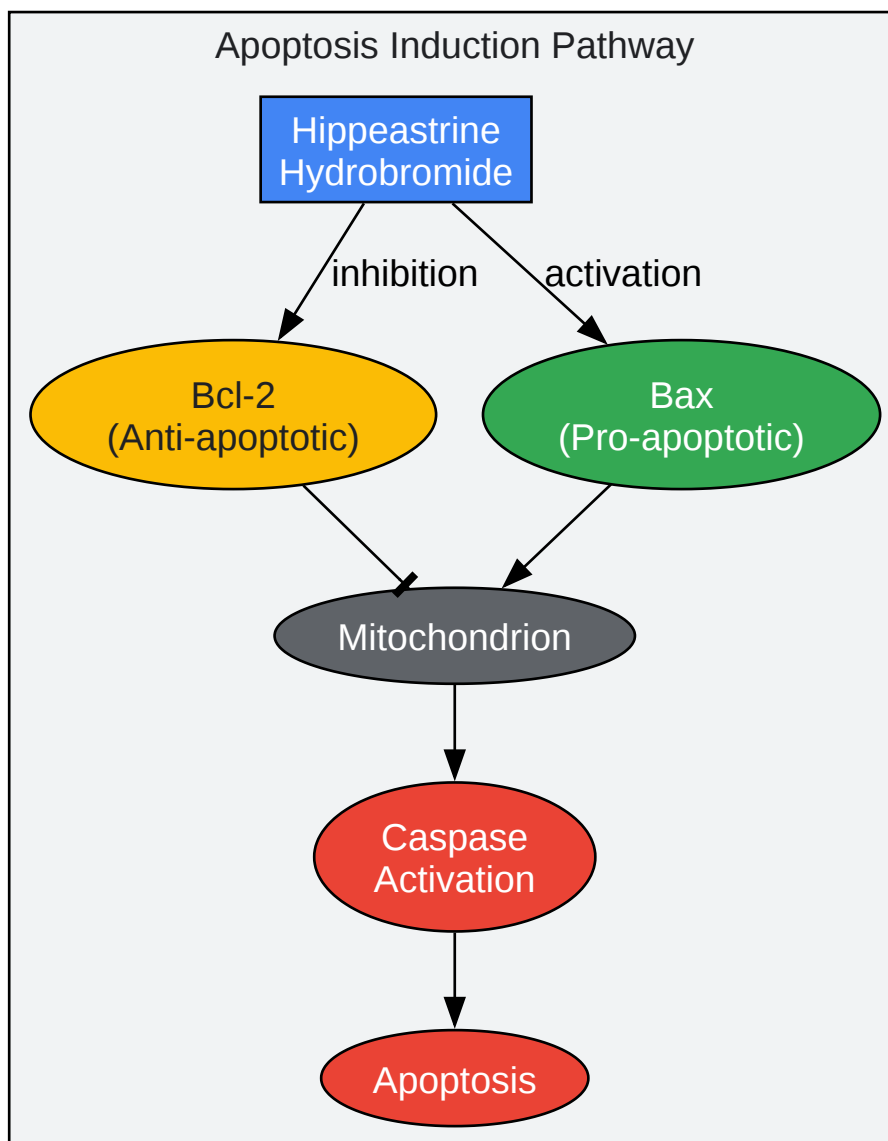 Apoptosis Induction Pathway
Hippeastrine
Hydrobromide
inhibition
activation
Bcl-2
(Anti-apoptotic)
Bax
(Pro-apoptotic)
Mitochondrion
Caspase
Activation
Apoptosis